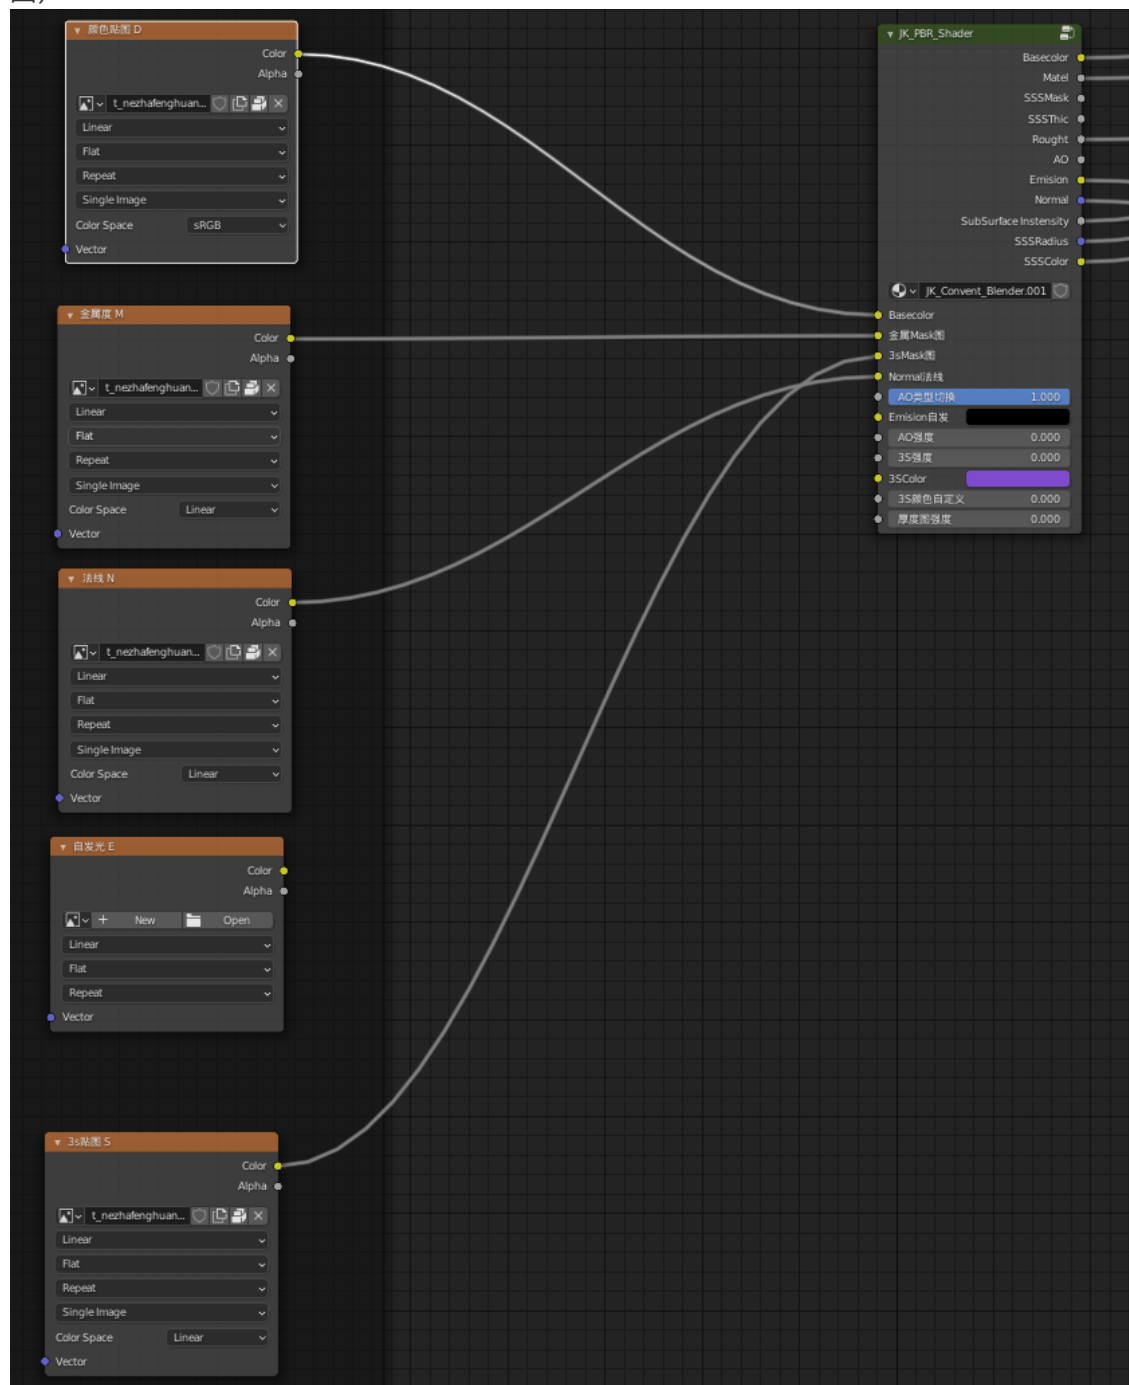 颜色贴图 D
Color
Alpha
t_nezhafenghuan...
Linear
Flat
Repeat
Single Image
Color Space sRGB
Vector
金属度 M
Color
Alpha
t_nezhafenghuan...
Linear
Flat
Repeat
Single Image
Color Space Linear
Vector
法线 N
Color
Alpha
t_nezhafenghuan...
Linear
Flat
Repeat
Single Image
Color Space Linear
Vector
自发光 E
Color
Alpha
New Open
Linear
Flat
Repeat
Vector
3s贴图 S
Color
Alpha
t_nezhafenghuan...
Linear
Flat
Repeat
Single Image
Color Space Linear
Vector
JK_PBR_Shader
Basecolor
Matel
SSSMask
SSSThic
Rought
AO
Emision
Normal
SubSurface Instensity
SSSRadius
SSSColor
JK_Convent_Blender.001
Basecolor
金属Mask图
3sMask图
Normal法线
AO类型切换 1.000
Emision自发
AO强度 0.000
3S强度 0.000
3SColor
3S颜色自定义 0.000
厚度图强度 0.000